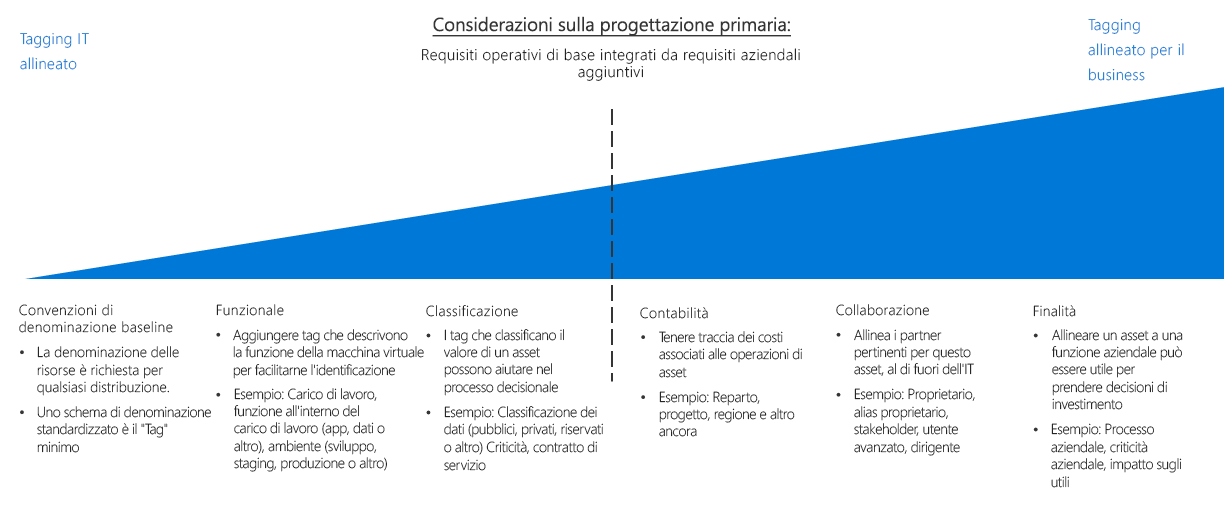 Considerazioni sulla progettazione primaria:
Requisiti operativi di base integrati da requisiti aziendali
aggiuntivi
Tagging IT
allineato
Tagging
allineato per il
business
Convenzioni di
denominazione baseline
• La denominazione delle
risorse è richiesta per
qualsiasi distribuzione.
• Uno schema di denominazione
standardizzato è il "Tag"
minimo
Funzionale
• Aggiungere tag che descrivono
la funzione della macchina virtuale
per facilitarne l'identificazione
• Esempio: Carico di lavoro,
funzione all'interno del
carico di lavoro (app, dati o
altro), ambiente (sviluppo,
staging, produzione o altro)
Classificazione
• I tag che classificano il
valore di un asset
possono aiutare nel
processo decisionale
• Esempio: Classificazione dei
dati (pubblici, privati, riservati
o altro) Criticità, contratto di
servizio
Contabilità
• Tenere traccia dei costi
associati alle operazioni di
asset
• Esempio: Reparto,
progetto, regione e altro
ancora
Collaborazione
• Allinea i partner
pertinenti per questo
asset, al di fuori dell'IT
• Esempio: Proprietario,
alias proprietario,
stakeholder, utente
avanzato, dirigente
Finalità
• Allineare un asset a una
funzione aziendale può
essere utile per
prendere decisioni di
investimento
• Esempio: Processo
aziendale, criticità
aziendale, impatto sugli
utili